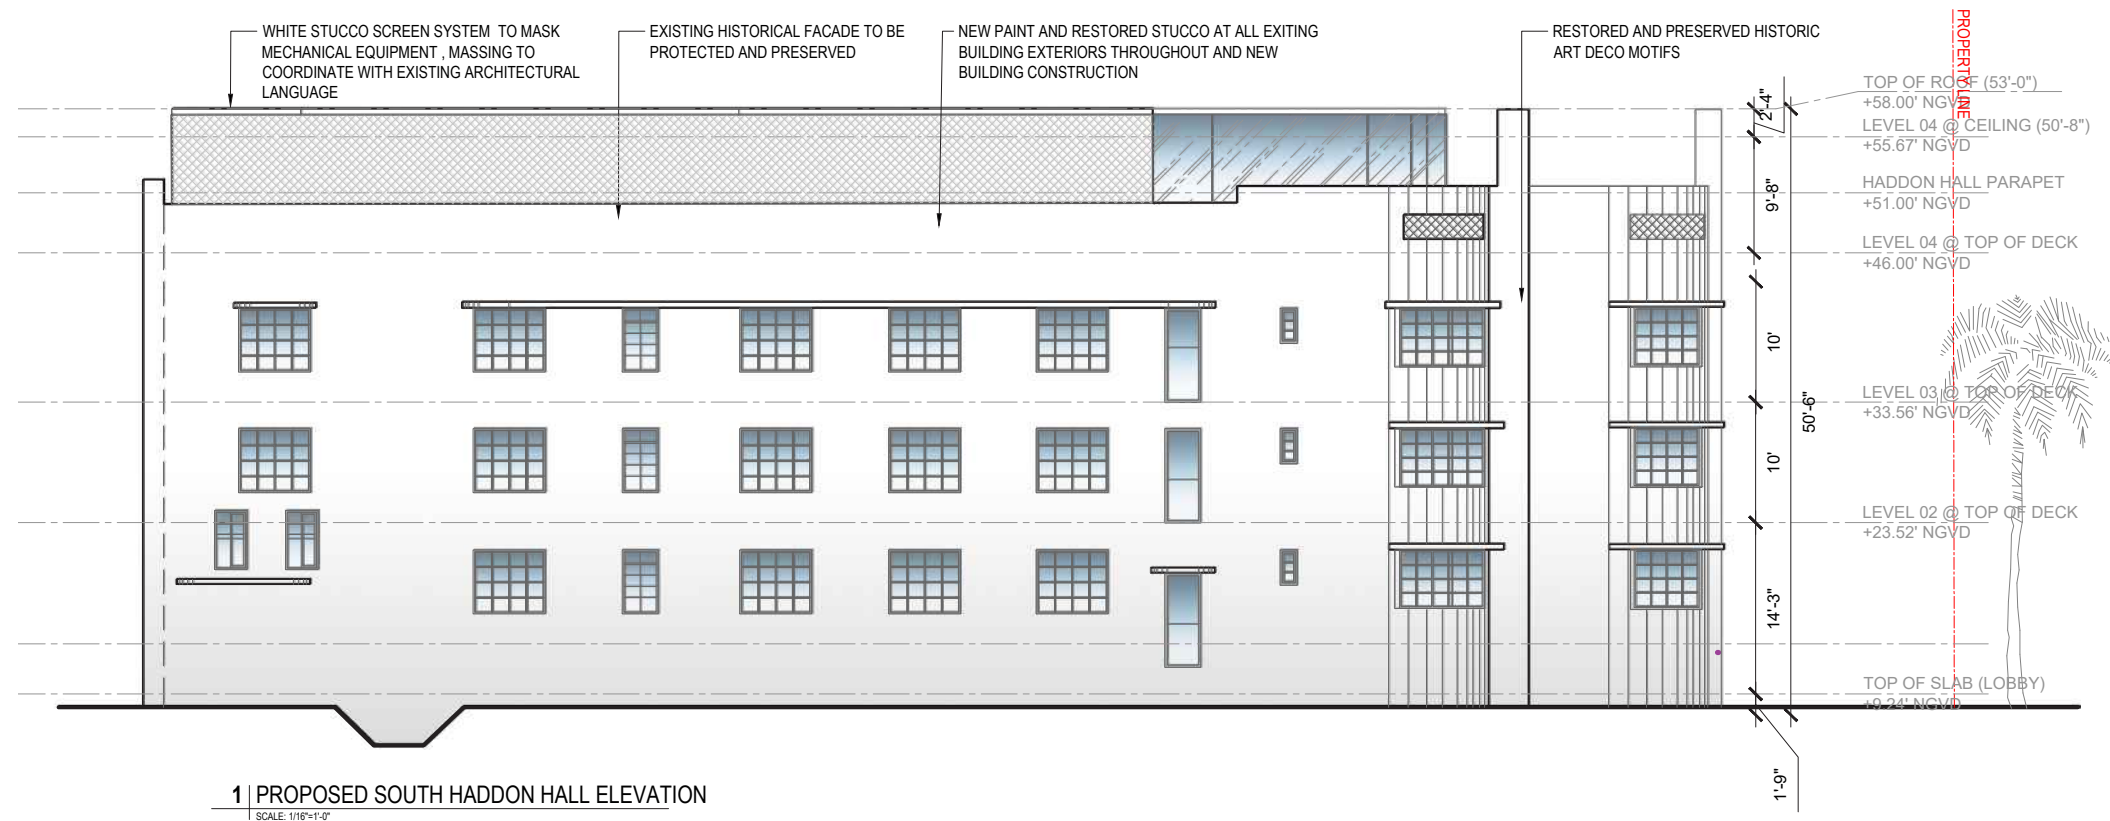 WHITE STUCCO SCREEN SYSTEM TO MASK
MECHANICAL EQUIPMENT , MASSING TO
COORDINATE WITH EXISTING ARCHITECTURAL
LANGUAGE
EXISTING HISTORICAL FACADE TO BE
PROTECTED AND PRESERVED
NEW PAINT AND RESTORED STUCCO AT ALL EXITING
BUILDING EXTERIORS THROUGHOUT AND NEW
BUILDING CONSTRUCTION
RESTORED AND PRESERVED HISTORIC
ART DECO MOTIFS
PROPERTY LINE
TOP OF ROOF (53'-0")
+58.00' NGVD
LEVEL 04 @ CEILING (50'-8")
+55.67' NGVD
HADDON HALL PARAPET
+51.00' NGVD
LEVEL 04 @ TOP OF DECK
+46.00' NGVD
LEVEL 03 @ TOP OF DECK
+33.56' NGVD
LEVEL 02 @ TOP OF DECK
+23.52' NGVD
TOP OF SLAB (LOBBY)
+9.24' NGVD
2'-4"
9'-8"
10'
10'
14'-3"
50'-6"
1'-9"
1 PROPOSED SOUTH HADDON HALL ELEVATION
SCALE: 1/16"=1'-0"